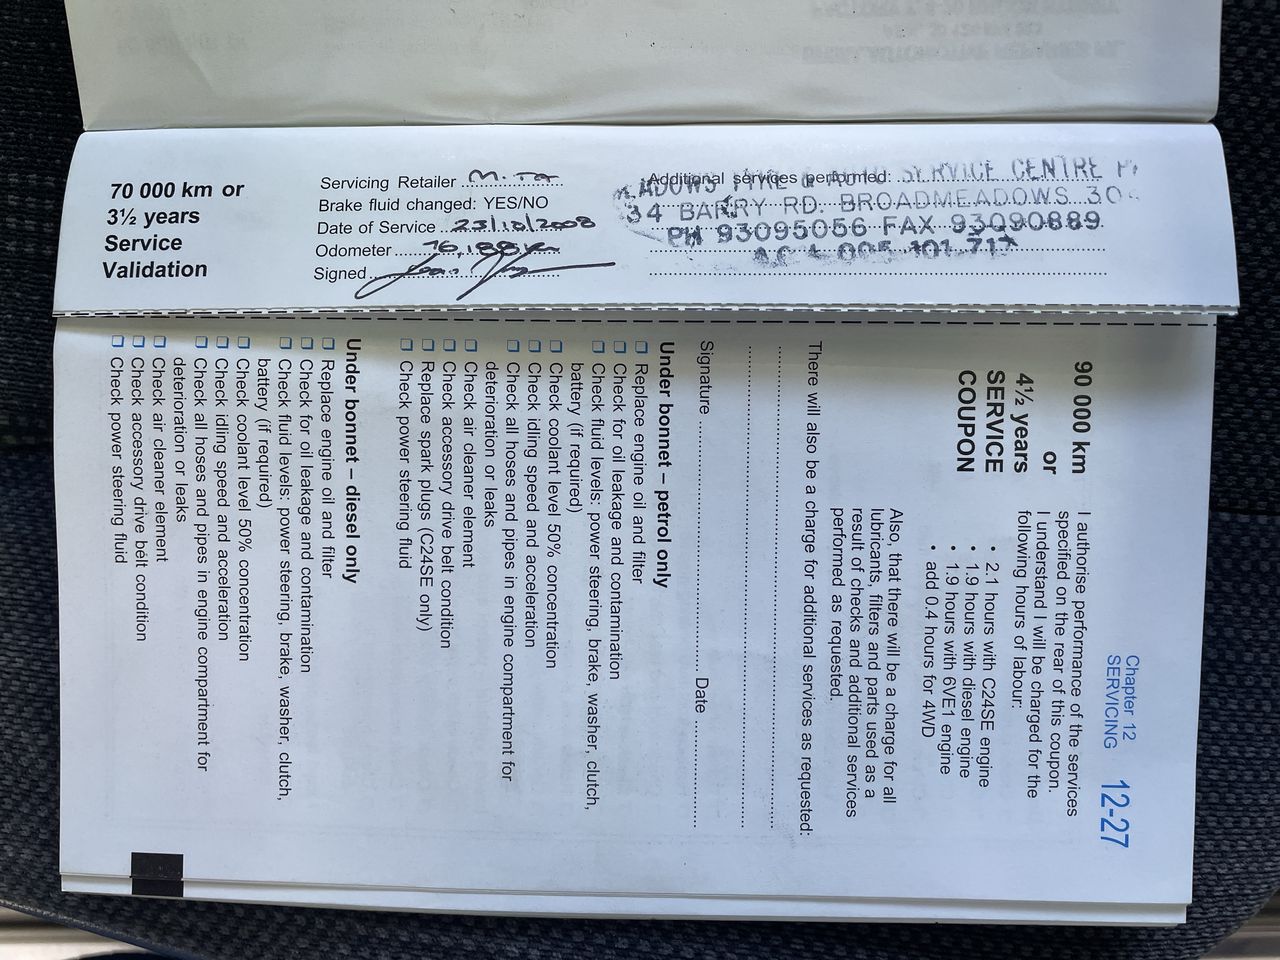 70 000 km or
3½ years
Service
Validation
Servicing Retailer M.TA
Brake fluid changed: YES/NO
Date of Service 23/10/2008
Odometer 76,188 km
Signed
Additional services performed:
SERVICE CENTRE
34 BARRY RD. BROADMEADOWS 30
PH 93095056 FAX 93090889
Chapter 12
SERVICING 12-27
90 000 km
or
4½ years
SERVICE
COUPON
I authorise performance of the services
specified on the rear of this coupon.
I understand I will be charged for the
following hours of labour:
• 2.1 hours with C24SE engine
• 1.9 hours with diesel engine
• 1.9 hours with 6VE1 engine
• add 0.4 hours for 4WD
Also, that there will be a charge for all
lubricants, filters and parts used as a
result of checks and additional services
performed as requested.
There will also be a charge for additional services as requested:
Signature Date
Under bonnet – petrol only
Replace engine oil and filter
Check for oil leakage and contamination
Check fluid levels: power steering, brake, washer, clutch,
battery (if required)
Check coolant level 50% concentration
Check idling speed and acceleration
Check all hoses and pipes in engine compartment for
deterioration or leaks
Check air cleaner element
Check accessory drive belt condition
Replace spark plugs (C24SE only)
Check power steering fluid
Under bonnet – diesel only
Replace engine oil and filter
Check for oil leakage and contamination
Check fluid levels: power steering, brake, washer, clutch,
battery (if required)
Check coolant level 50% concentration
Check idling speed and acceleration
Check all hoses and pipes in engine compartment for
deterioration or leaks
Check air cleaner element
Check accessory drive belt condition
Check power steering fluid